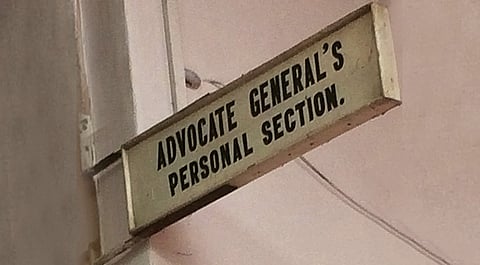 ADVOCATE GENERAL'S
PERSONAL SECTION.